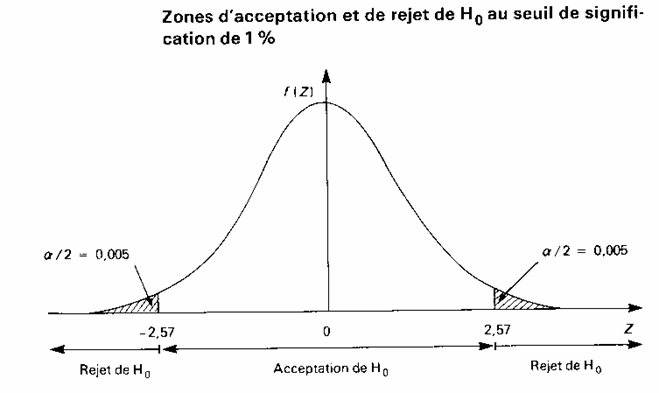 Zones d'acceptation et de rejet de H₀ au seuil de signifi-
cation de 1 %
f(Z)
α/2 = 0,005
α/2 = 0,005
-2,57
0
2,57
Z
Rejet de H₀
Acceptation de H₀
Rejet de H₀